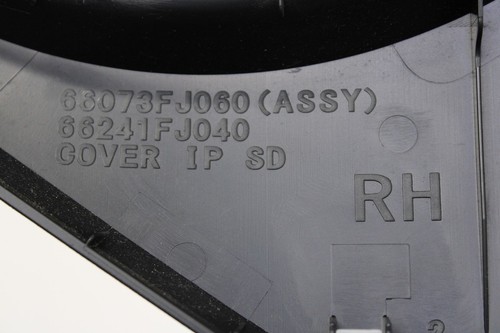 66073FJ060(ASSY)
66241FJ040
COVER IP SD
RH